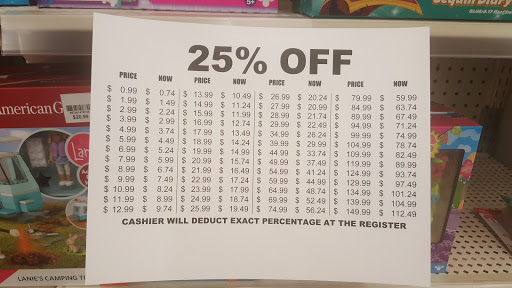 25% OFF
PRICE NOW PRICE NOW PRICE NOW PRICE NOW
$ 0.99 $ 0.74 $ 13.99 $ 10.49 $ 26.99 $ 20.24 $ 79.99 $ 59.99
$ 1.99 $ 1.49 $ 14.99 $ 11.24 $ 27.99 $ 20.99 $ 84.99 $ 63.74
$ 2.99 $ 2.24 $ 15.99 $ 11.99 $ 28.99 $ 21.74 $ 89.99 $ 67.49
$ 3.99 $ 2.99 $ 16.99 $ 12.74 $ 29.99 $ 22.49 $ 94.99 $ 71.24
$ 4.99 $ 3.74 $ 17.99 $ 13.49 $ 34.99 $ 26.24 $ 99.99 $ 74.99
$ 5.99 $ 4.49 $ 18.99 $ 14.24 $ 39.99 $ 29.99 $ 104.99 $ 78.74
$ 6.99 $ 5.24 $ 19.99 $ 14.99 $ 44.99 $ 33.74 $ 109.99 $ 82.49
$ 7.99 $ 5.99 $ 20.99 $ 15.74 $ 49.99 $ 37.49 $ 119.99 $ 89.99
$ 8.99 $ 6.74 $ 21.99 $ 16.49 $ 54.99 $ 41.24 $ 124.99 $ 93.74
$ 9.99 $ 7.49 $ 22.99 $ 17.24 $ 59.99 $ 44.99 $ 129.99 $ 97.49
$ 10.99 $ 8.24 $ 23.99 $ 17.99 $ 64.99 $ 48.74 $ 134.99 $ 101.24
$ 11.99 $ 8.99 $ 24.99 $ 18.74 $ 69.99 $ 52.49 $ 139.99 $ 104.99
$ 12.99 $ 9.74 $ 25.99 $ 19.49 $ 74.99 $ 56.24 $ 149.99 $ 112.49
CASHIER WILL DEDUCT EXACT PERCENTAGE AT THE REGISTER
mericanG
LANIE'S CAMPING T
5+